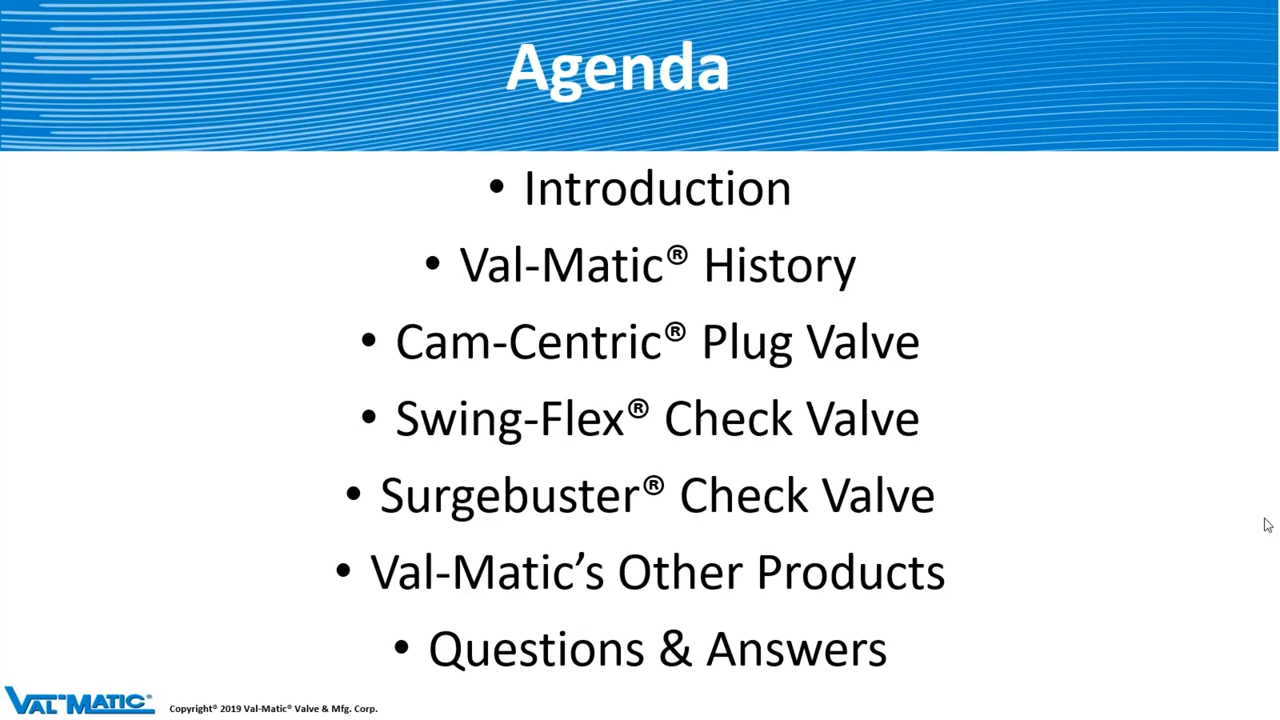 Agenda
• Introduction
• Val-Matic® History
• Cam-Centric® Plug Valve
• Swing-Flex® Check Valve
• Surgebuster® Check Valve
• Val-Matic’s Other Products
• Questions & Answers
VAL-MATIC®
Copyright® 2019 Val-Matic® Valve & Mfg. Corp.